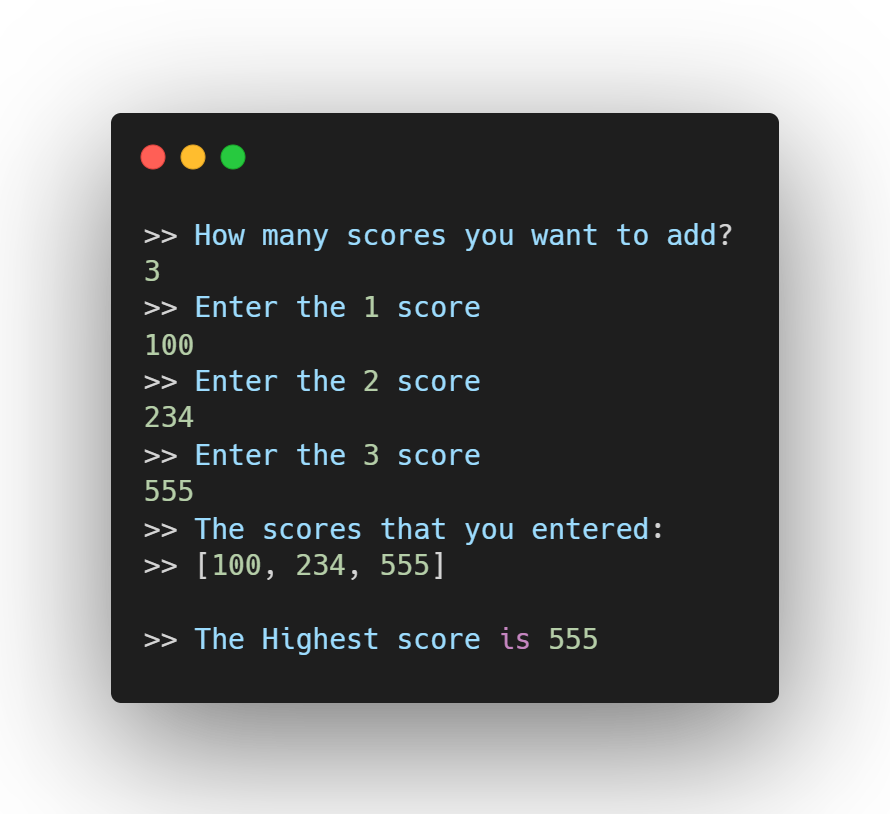 >> How many scores you want to add?
3
>> Enter the 1 score
100
>> Enter the 2 score
234
>> Enter the 3 score
555
>> The scores that you entered:
>> [100, 234, 555]
>> The Highest score is 555